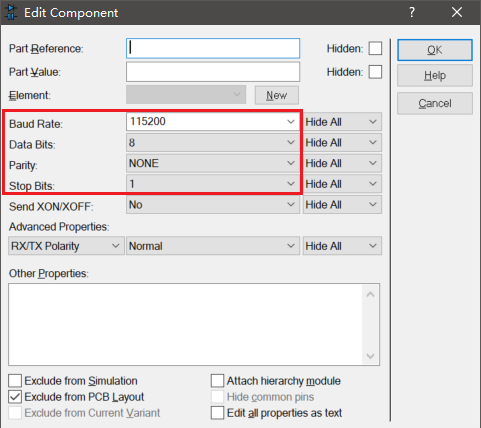 Edit Component
?
Part Reference:
Hidden:
OK
Part Value:
Hidden:
Help
Element:
New
Cancel
Baud Rate: 115200 Hide All
Data Bits: 8 Hide All
Parity: NONE Hide All
Stop Bits: 1 Hide All
Send XON/XOFF: No Hide All
Advanced Properties:
RX/TX Polarity Normal Hide All
Other Properties:
Exclude from Simulation
Attach hierarchy module
Exclude from PCB Layout
Hide common pins
Exclude from Current Variant
Edit all properties as text